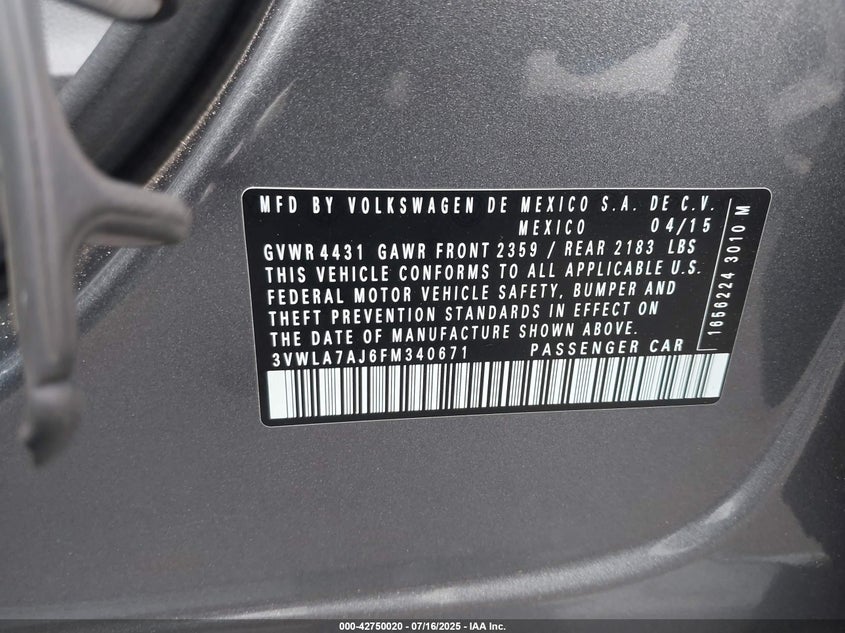 MFD BY VOLKSWAGEN DE MEXICO S.A. DE C.V.
MEXICO 04/15
GVWR 4431 GAWR FRONT 2359 / REAR 2183 LBS
THIS VEHICLE CONFORMS TO ALL APPLICABLE U.S.
FEDERAL MOTOR VEHICLE SAFETY, BUMPER AND
THEFT PREVENTION STANDARDS IN EFFECT ON
THE DATE OF MANUFACTURE SHOWN ABOVE.
3VWLA7AJ6FM340671 PASSENGER CAR
1656224 3010 M
000-42750020 - 07/16/2025 - IAA Inc.